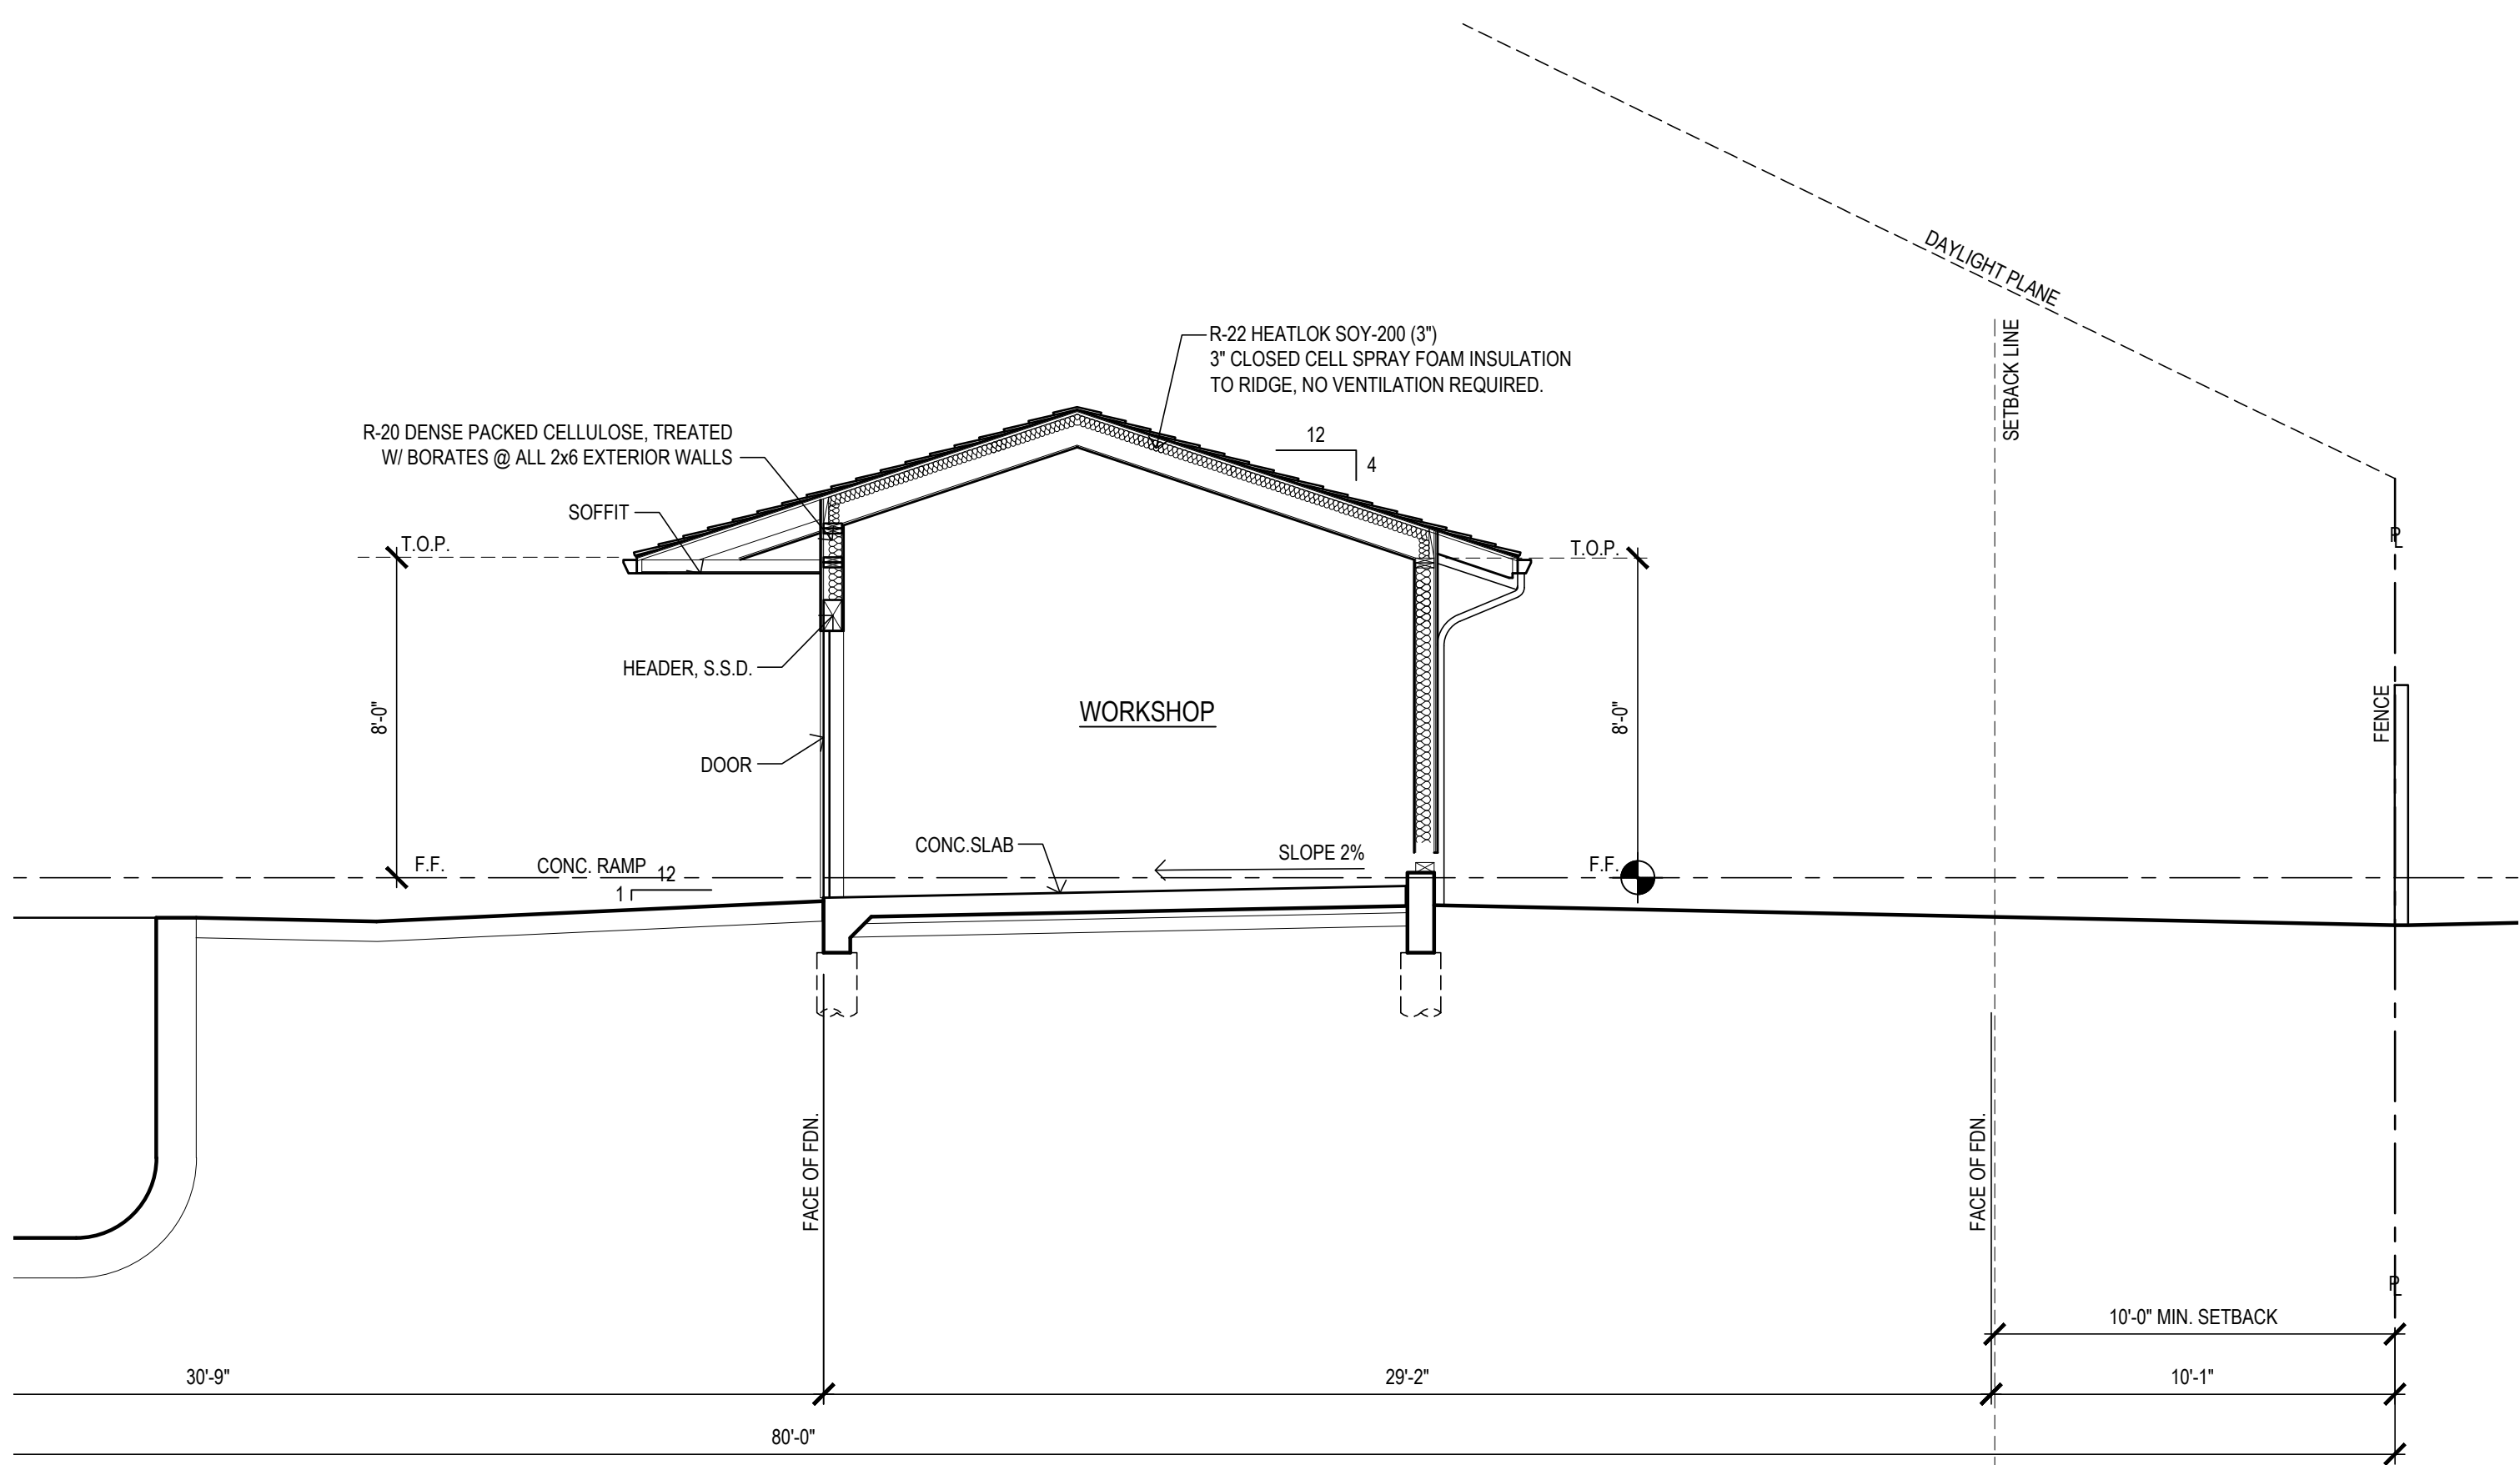 DAYLIGHT PLANE
SETBACK LINE
R-22 HEATLOK SOY-200 (3")
3" CLOSED CELL SPRAY FOAM INSULATION
TO RIDGE, NO VENTILATION REQUIRED.
R-20 DENSE PACKED CELLULOSE, TREATED
W/ BORATES @ ALL 2x6 EXTERIOR WALLS
12
4
SOFFIT
T.O.P.
T.O.P.
PL
HEADER, S.S.D.
8'-0"
WORKSHOP
8'-0"
FENCE
DOOR
CONC.SLAB
SLOPE 2%
F.F.
CONC. RAMP
12
1
F.F.
FACE OF FDN.
FACE OF FDN.
PL
10'-0" MIN. SETBACK
30'-9"
29'-2"
10'-1"
80'-0"